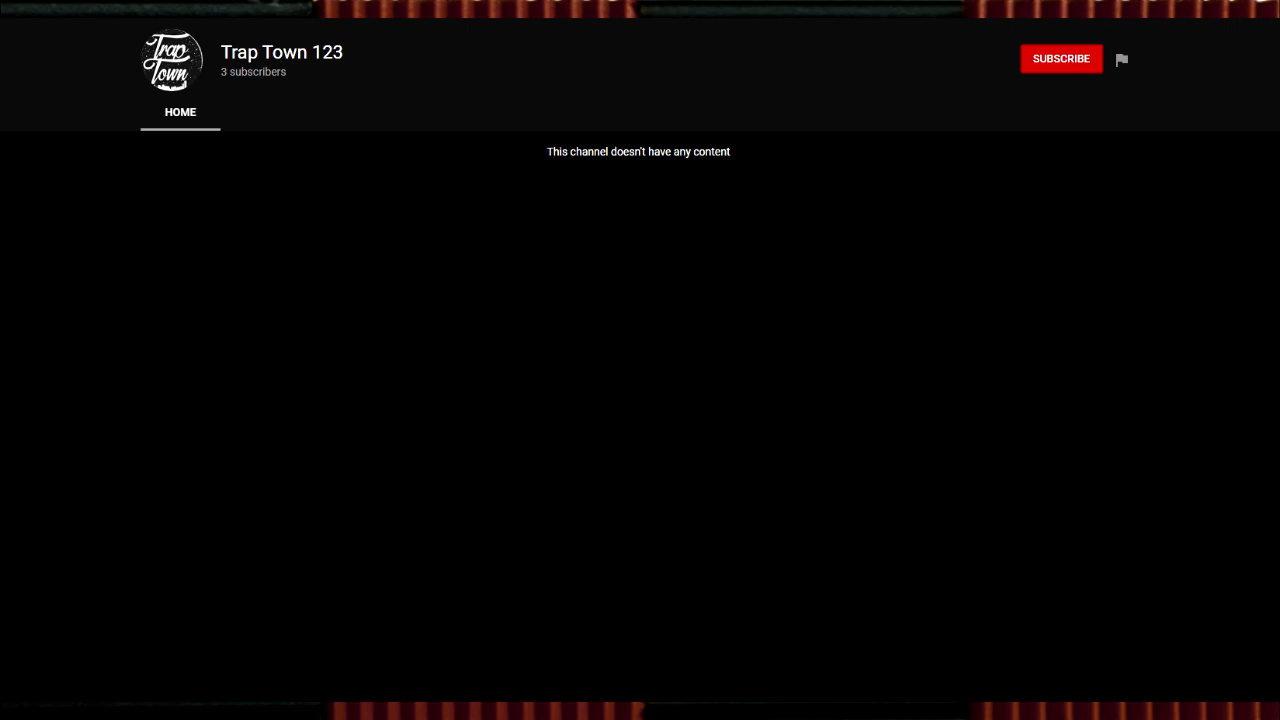 Trap
Town
Trap Town 123
3 subscribers
SUBSCRIBE
HOME
This channel doesn't have any content